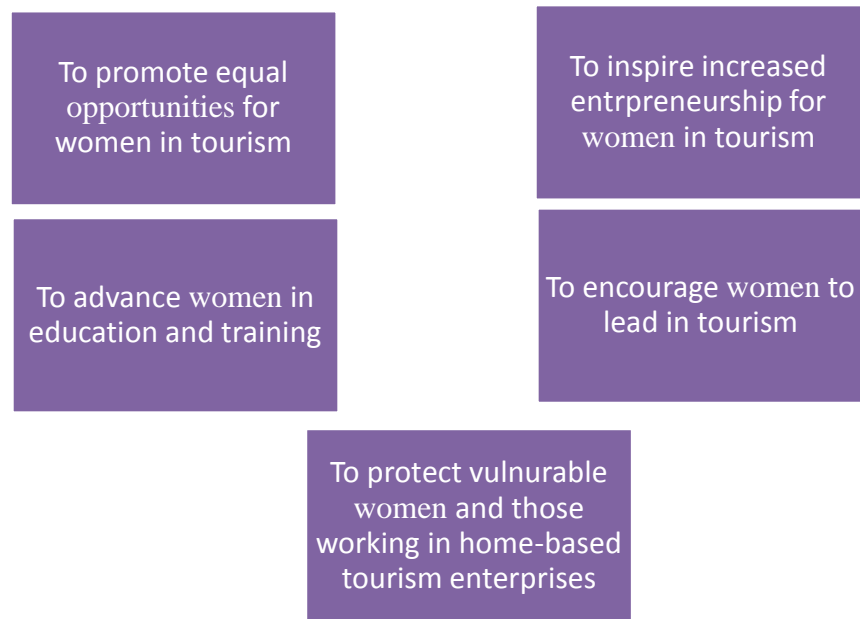 To promote equal
opportunities for
women in tourism
To inspire increased
entrpreneurship for
women in tourism
To advance women in
education and training
To encourage women to
lead in tourism
To protect vulnurable
women and those
working in home-based
tourism enterprises